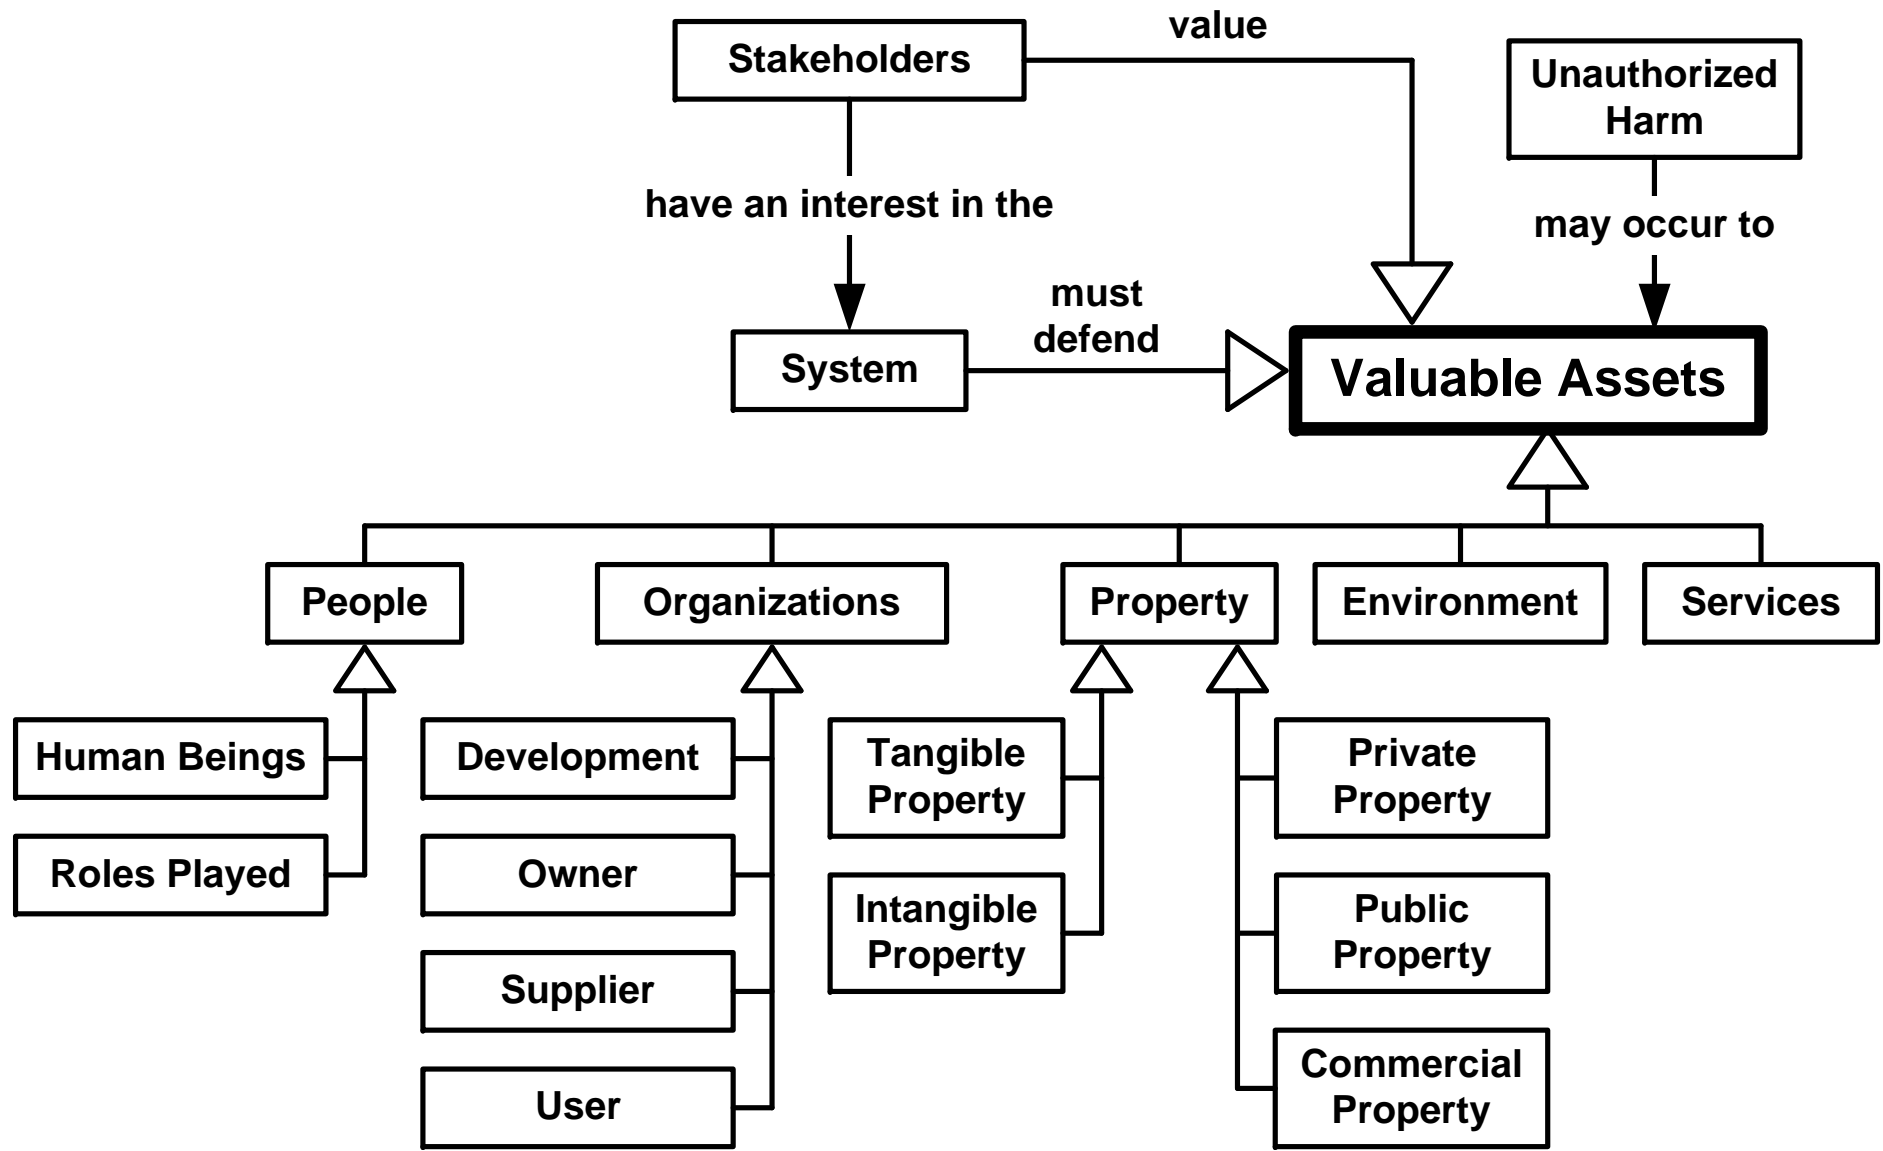 value
Stakeholders
Unauthorized
Harm
have an interest in the
may occur to
must
defend
System
Valuable Assets
People
Organizations
Property
Environment
Services
Human Beings
Roles Played
Development
Owner
Supplier
User
Tangible
Property
Intangible
Property
Private
Property
Public
Property
Commercial
Property